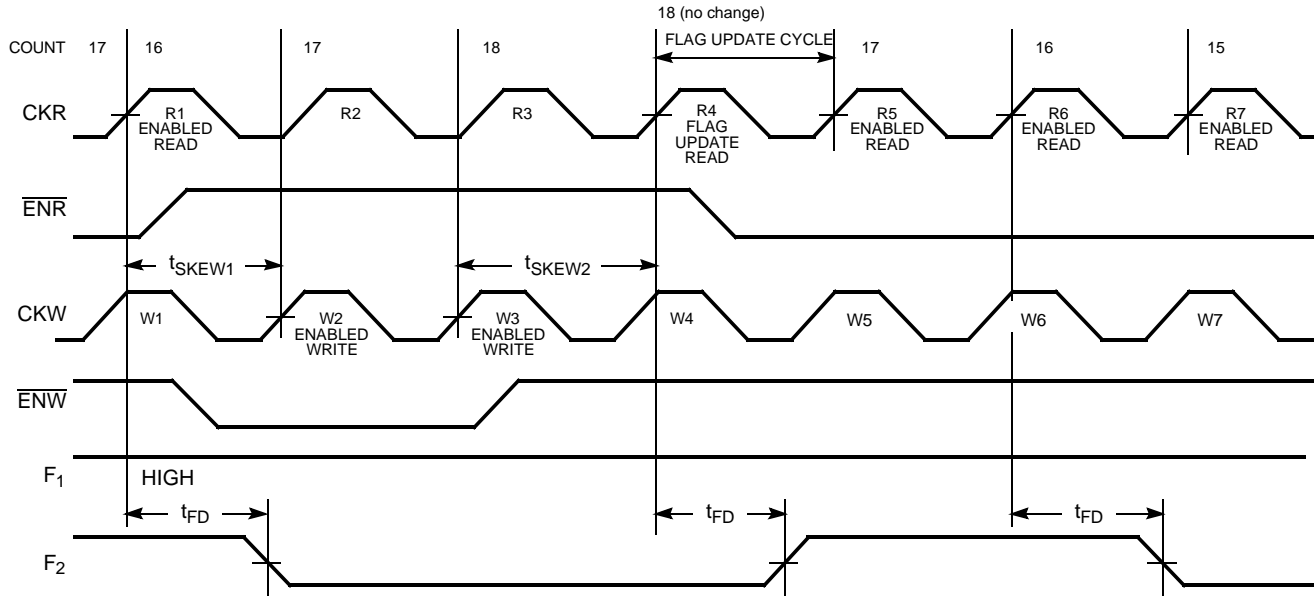 18 (no change)
COUNT 17 16 17 18 FLAG UPDATE CYCLE 17 16 15
CKR
R1
ENABLED
READ
R2
R3
R4
FLAG
UPDATE
READ
R5
ENABLED
READ
R6
ENABLED
READ
R7
ENABLED
READ
ENR
tSKEW1 tSKEW2
CKW
W1
W2
ENABLED
WRITE
W3
ENABLED
WRITE
W4
W5
W6
W7
ENW
F1 HIGH
tFD tFD tFD
F2